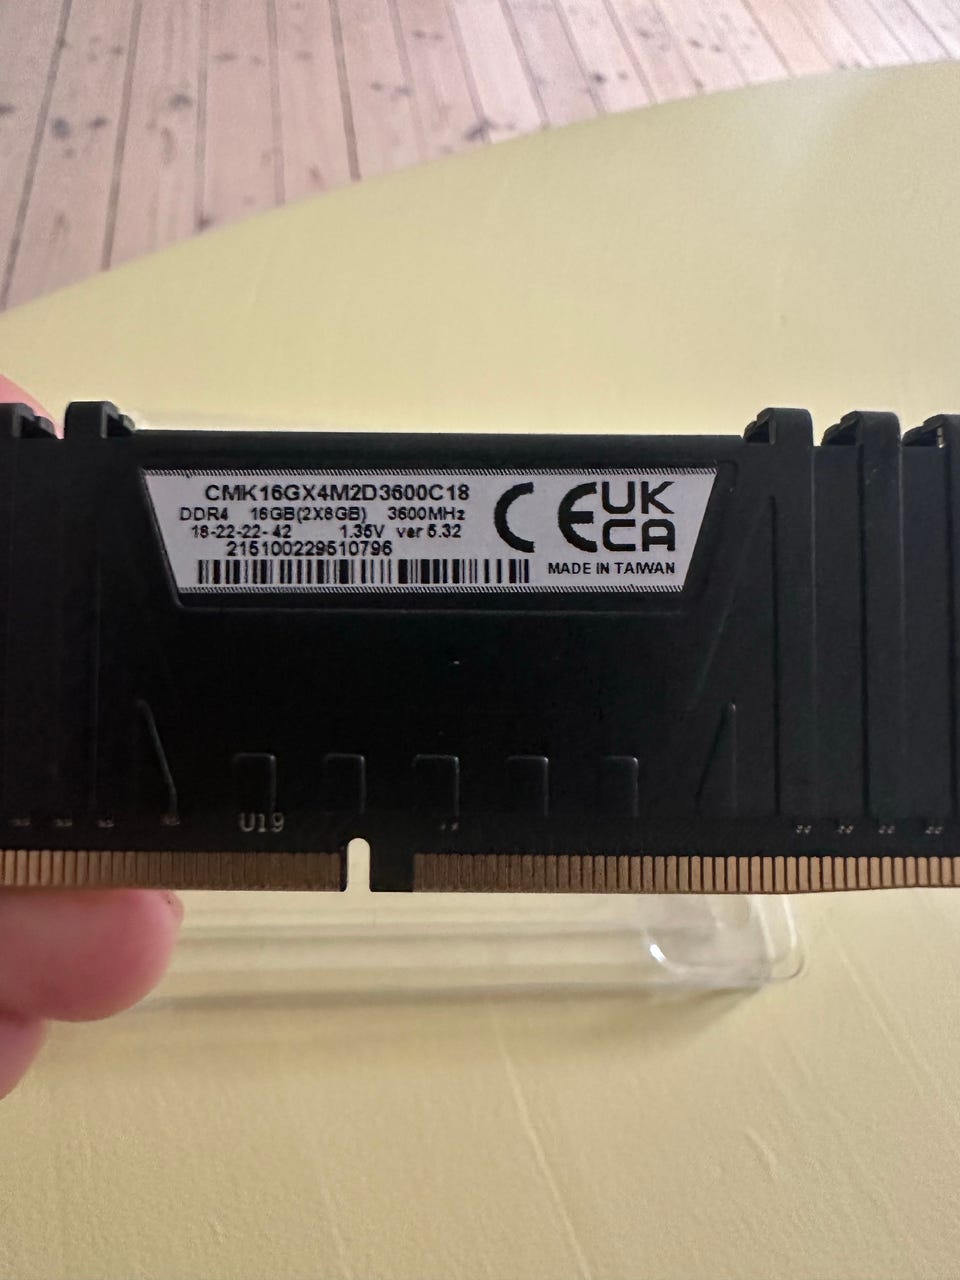 CMK16GX4M2D3600C18
DDR4 16GB(2X8GB) 3600MHz
18-22-22-42 1.35V ver 5.32
215100229510796
CE UK CA
MADE IN TAIWAN
U19